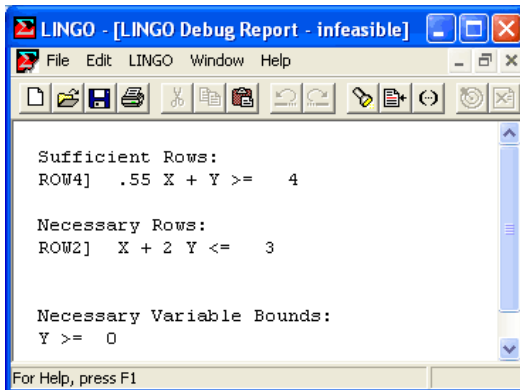 LINGO - [LINGO Debug Report - infeasible]
File Edit LINGO Window Help
Sufficient Rows:
ROW4] .55 X + Y >= 4
Necessary Rows:
ROW2] X + 2 Y <= 3
Necessary Variable Bounds:
Y >= 0
For Help, press F1